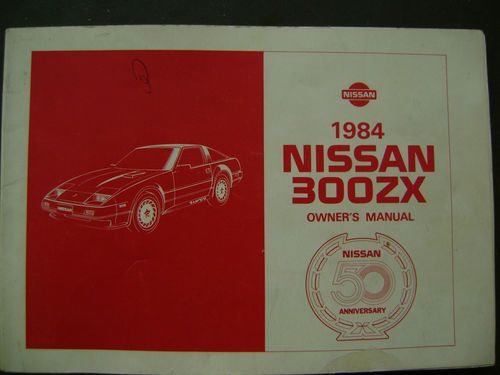 NISSAN
1984
NISSAN
300ZX
OWNER'S MANUAL
NISSAN
50
ANNIVERSARY